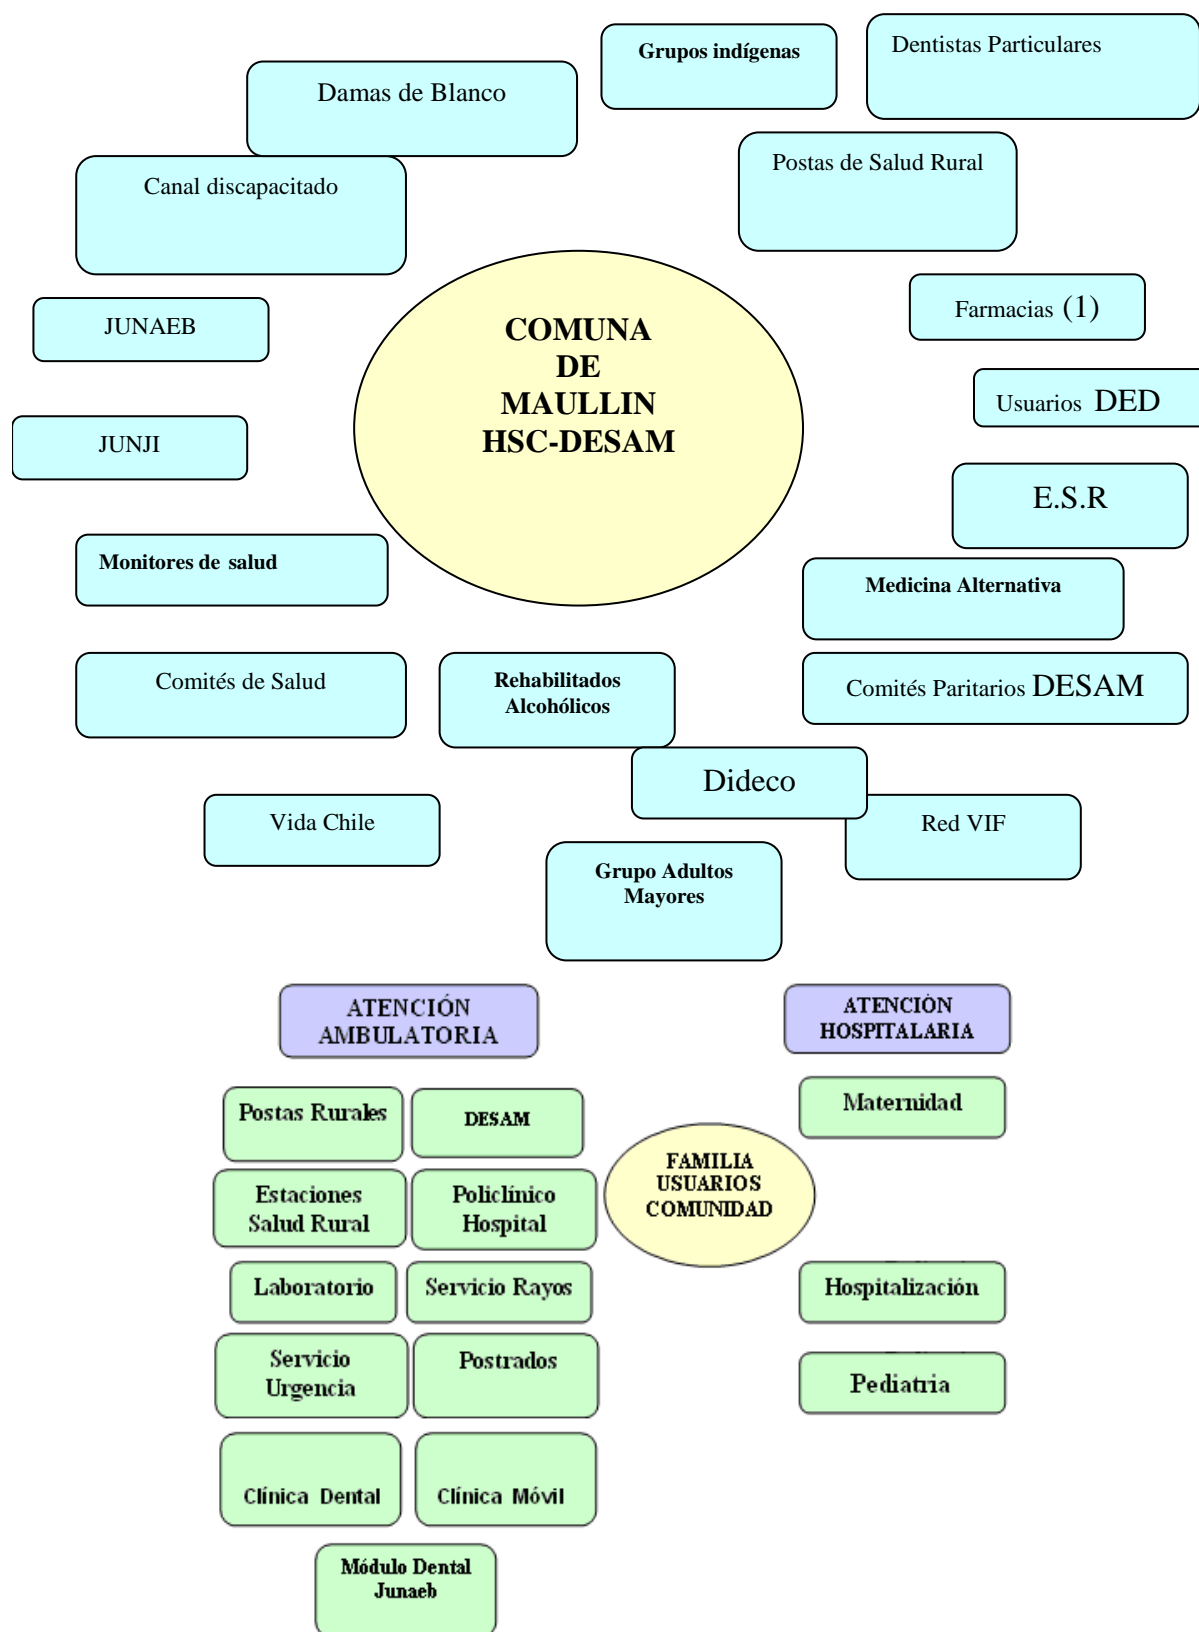 Grupos indígenas
Dentistas Particulares
Damas de Blanco
Postas de Salud Rural
Canal discapacitado
Farmacias (1)
JUNAEB
COMUNA
DE
MAULLIN
HSC-DESAM
Usuarios DED
JUNJI
E.S.R
Monitores de salud
Medicina Alternativa
Comités de Salud
Rehabilitados
Alcohólicos
Comités Paritarios DESAM
Dideco
Vida Chile
Red VIF
Grupo Adultos
Mayores
ATENCIÓN
AMBULATORIA
ATENCIÓN
HOSPITALARIA
Postas Rurales
DESAM
Maternidad
FAMILIA
USUARIOS
COMUNIDAD
Estaciones
Salud Rural
Policlínico
Hospital
Laboratorio
Servicio Rayos
Hospitalización
Servicio
Urgencia
Postrados
Pediatria
Clínica Dental
Clínica Móvil
Módulo Dental
Junaeb